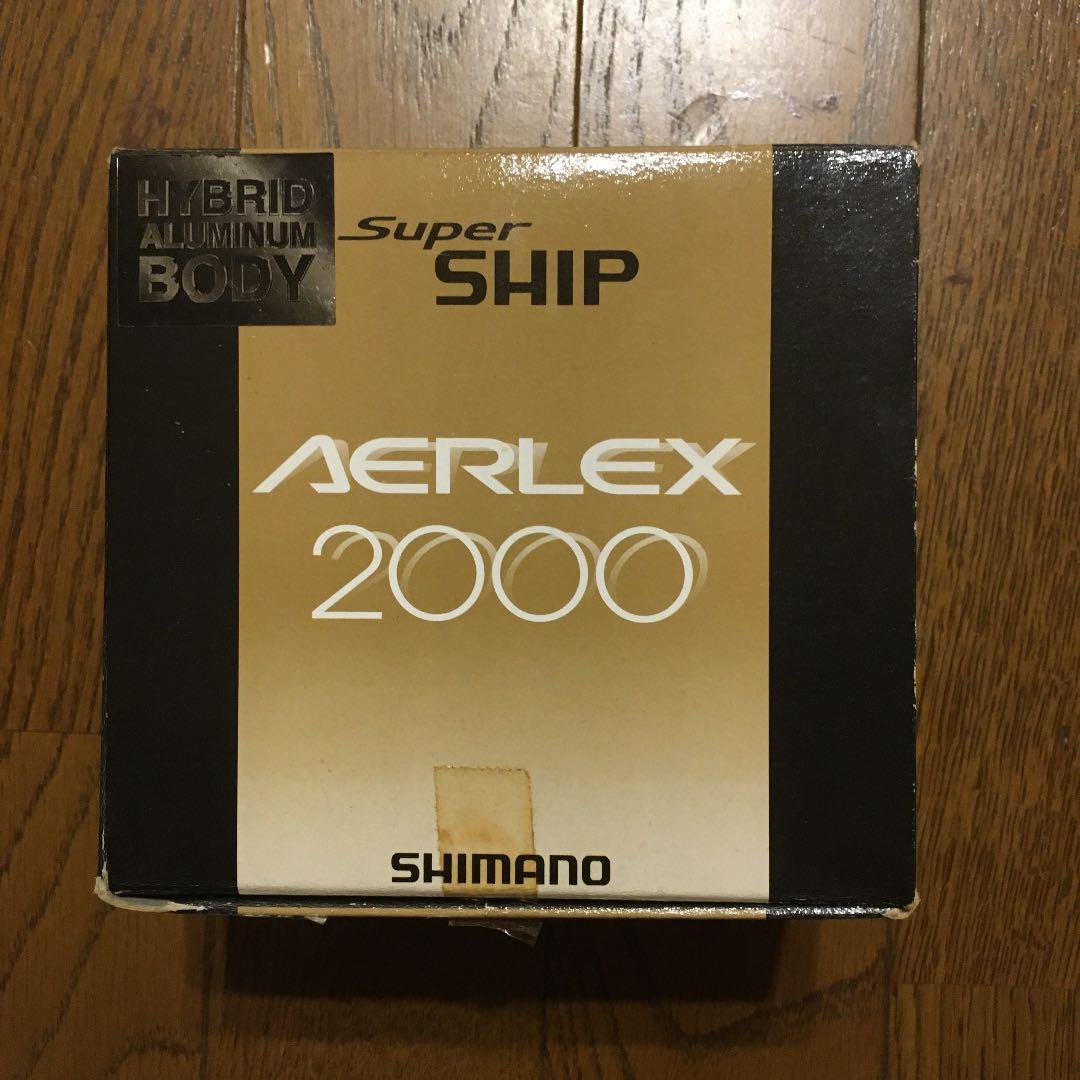 HYBRID
ALUMINUM
BODY
Super
SHIP
AERLEX
2000
SHIMANO